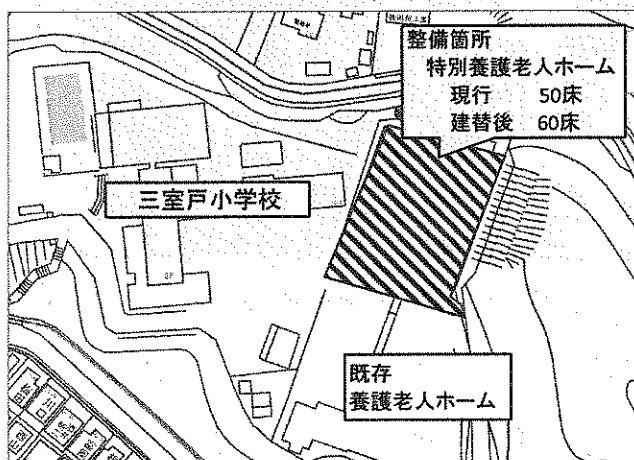 整備箇所
特別養護老人ホーム
現行 50床
建替後 60床
三室戸小学校
既存
養護老人ホーム